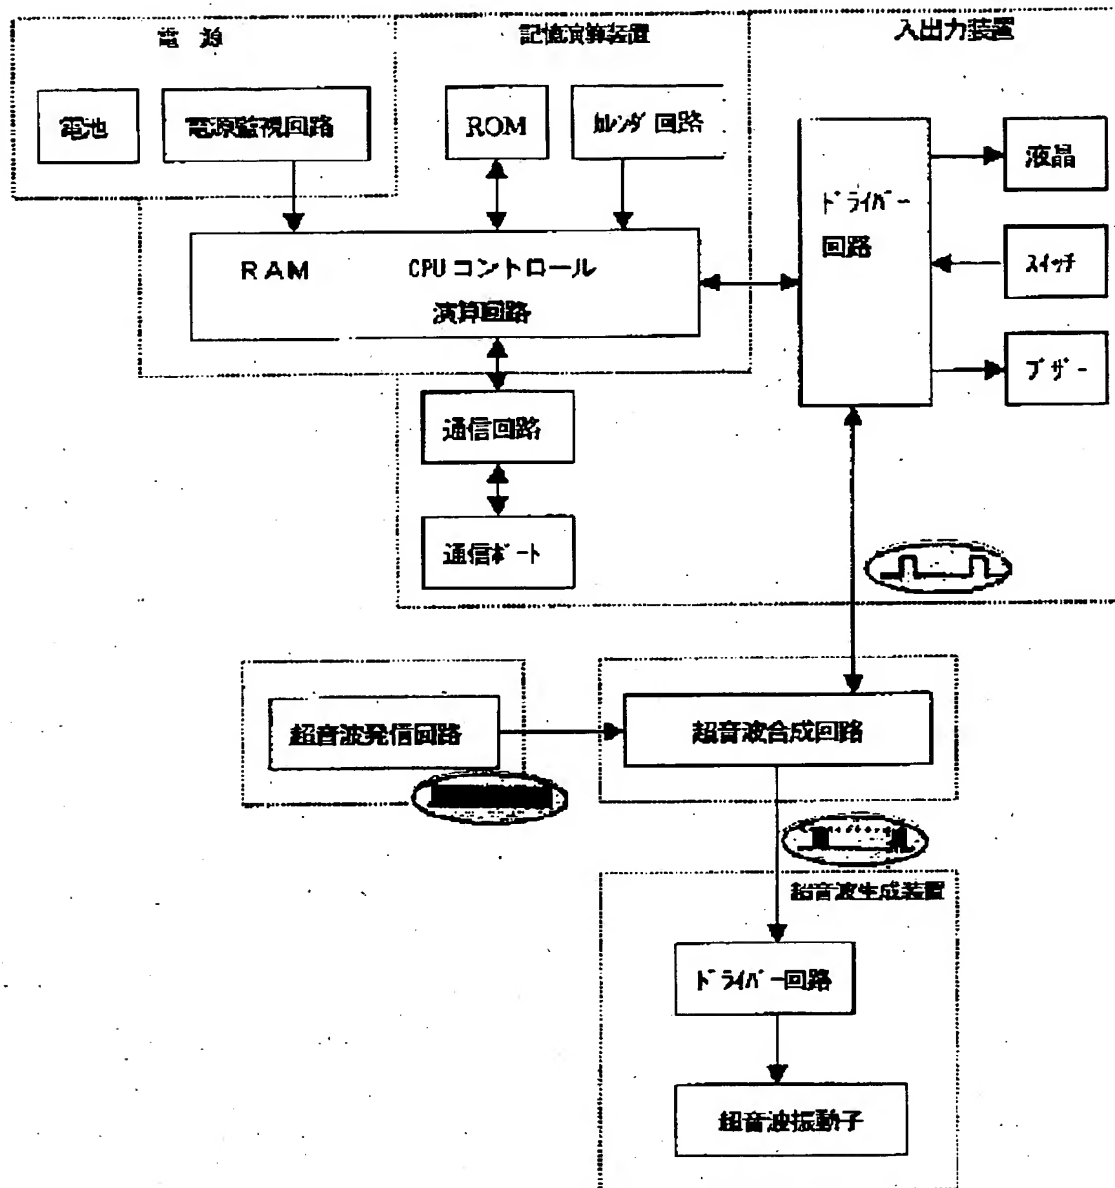 電 源
記憶演算装置
入出力装置
電池
電源監視回路
ROM
ｶﾚﾝﾀﾞ 回路
ﾄﾞﾗｲﾊﾞｰ
回路
液晶
ｽｲｯﾁ
ﾌﾞｻﾞｰ
RAM
CPU コントロール
演算回路
通信回路
通信ﾎﾟｰﾄ
超音波発信回路
超音波合成回路
超音波生成装置
ﾄﾞﾗｲﾊﾞｰ回路
超音波振動子